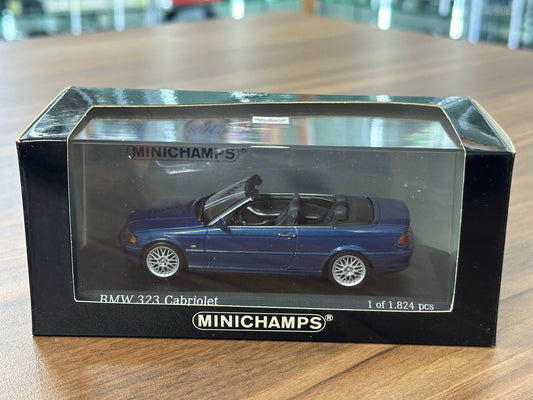 MINICHAMPS
BMW 323 Cabriolet
1 of 1.824 pcs
MINICHAMPS®